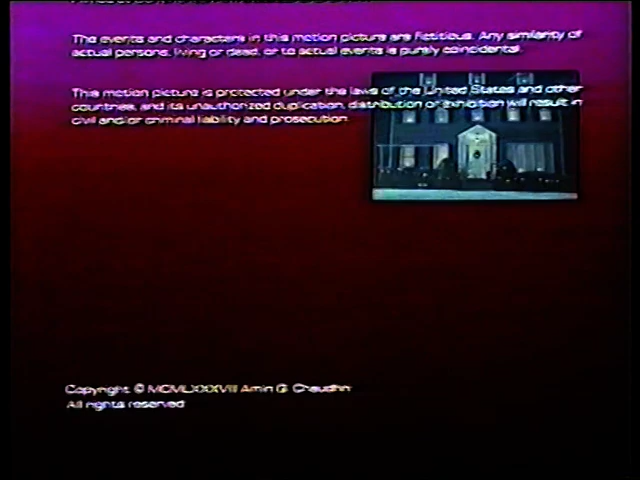 The events and characters in this motion picture are fictitious. Any similarity of
actual persons, living or dead, or to actual events is purely coincidental.
This motion picture is protected under the laws of the United States and other
countries, and its unauthorized duplication, distribution or exhibition will result in
civil and/or criminal liability and prosecution.
Copyright © MCMLXXXVIII Amin Q. Chaudhri
All rights reserved